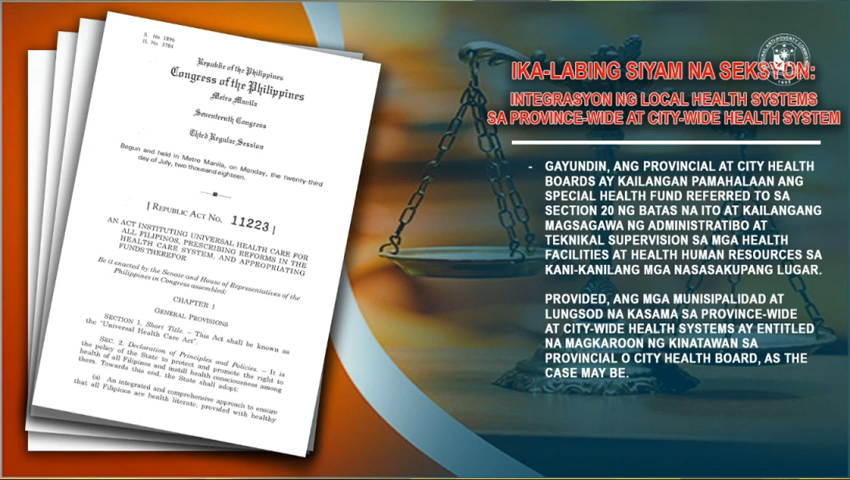 S. No. 1896
H. No. 5784
Republic of the Philippines
Congress of the Philippines
Metro Manila
Seventeenth Congress
Third Regular Session
Begun and held in Metro Manila, on Monday, the twenty-third
day of July, two thousand eighteen.
[ REPUBLIC ACT NO. 11223 ]
AN ACT INSTITUTING UNIVERSAL HEALTH CARE FOR
ALL FILIPINOS, PRESCRIBING REFORMS IN THE
HEALTH CARE SYSTEM, AND APPROPRIATING
FUNDS THEREFOR
Be it enacted by the Senate and House of Representatives of the
Philippines in Congress assembled:
CHAPTER I
GENERAL PROVISIONS
SECTION 1. Short Title. – This Act shall be known as
the "Universal Health Care Act".
SEC. 2. Declaration of Principles and Policies. – It is
the policy of the State to protect and promote the right to
health of all Filipinos and instill health consciousness among
them. Towards this end, the State shall adopt:
(a) An integrated and comprehensive approach to ensure
that all Filipinos are health literate, provided with healthy
IKA-LABING SIYAM NA SEKSYON:
INTEGRASYON NG LOCAL HEALTH SYSTEMS
SA PROVINCE-WIDE AT CITY-WIDE HEALTH SYSTEM
- GAYUNDIN, ANG PROVINCIAL AT CITY HEALTH
BOARDS AY KAILANGAN PAMAHALAAN ANG
SPECIAL HEALTH FUND REFERRED TO SA
SECTION 20 NG BATAS NA ITO AT KAILANGANG
MAGSAGAWA NG ADMINISTRATIBO AT
TEKNIKAL SUPERVISION SA MGA HEALTH
FACILITIES AT HEALTH HUMAN RESOURCES SA
KANI-KANILANG MGA NASASAKUPANG LUGAR.
PROVIDED, ANG MGA MUNISIPALIDAD AT
LUNGSOD NA KASAMA SA PROVINCE-WIDE
AT CITY-WIDE HEALTH SYSTEMS AY ENTITLED
NA MAGKAROON NG KINATAWAN SA
PROVINCIAL O CITY HEALTH BOARD, AS THE
CASE MAY BE.